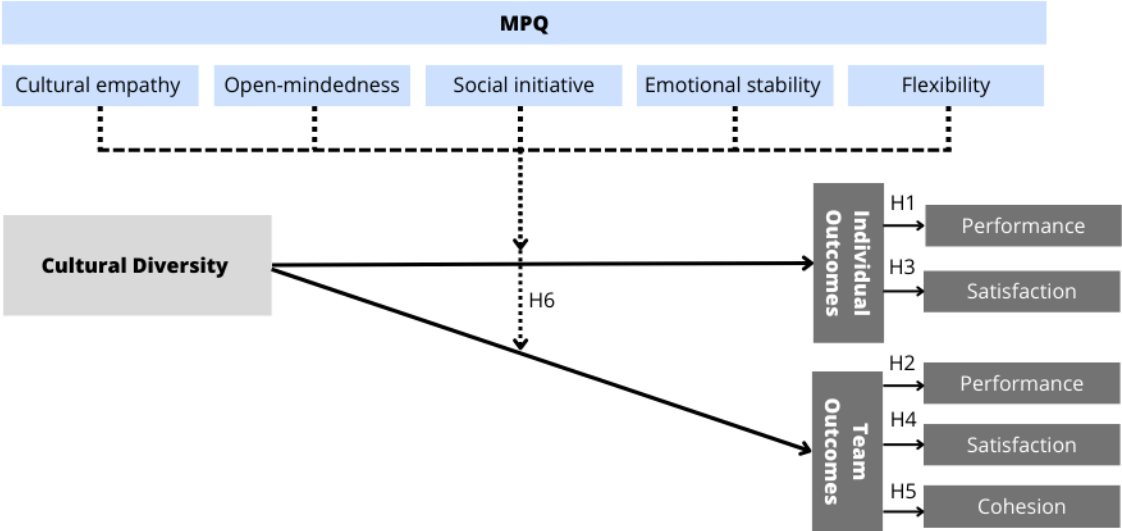 MPQ
Cultural empathy
Open-mindedness
Social initiative
Emotional stability
Flexibility
Cultural Diversity
H6
Individual
Outcomes
H1
Performance
H3
Satisfaction
Team
Outcomes
H2
Performance
H4
Satisfaction
H5
Cohesion